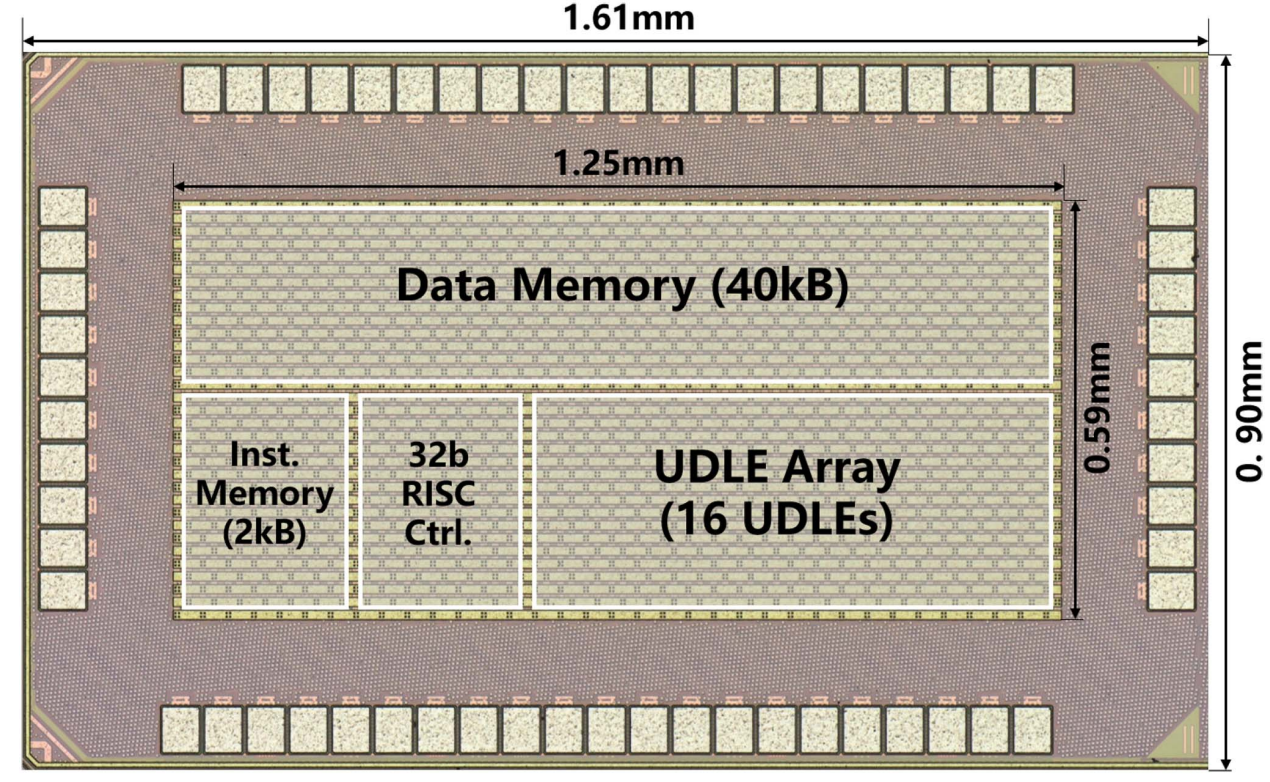 1.61mm
1.25mm
Data Memory (40kB)
0.59mm
0. 90mm
Inst.
Memory
(2kB)
32b
RISC
Ctrl.
UDLE Array
(16 UDLEs)